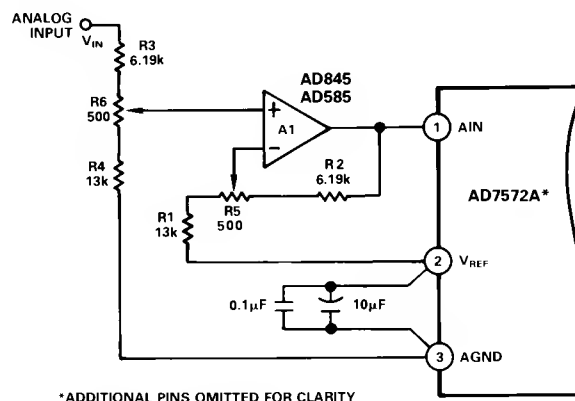 ANALOG
INPUT
VIN
R3
6.19k
R6
500
R4
13k
AD845
AD585
+
A1
−
R2
6.19k
R5
500
R1
13k
1
AIN
AD7572A*
2
VREF
0.1µF
10µF
3
AGND
*ADDITIONAL PINS OMITTED FOR CLARITY